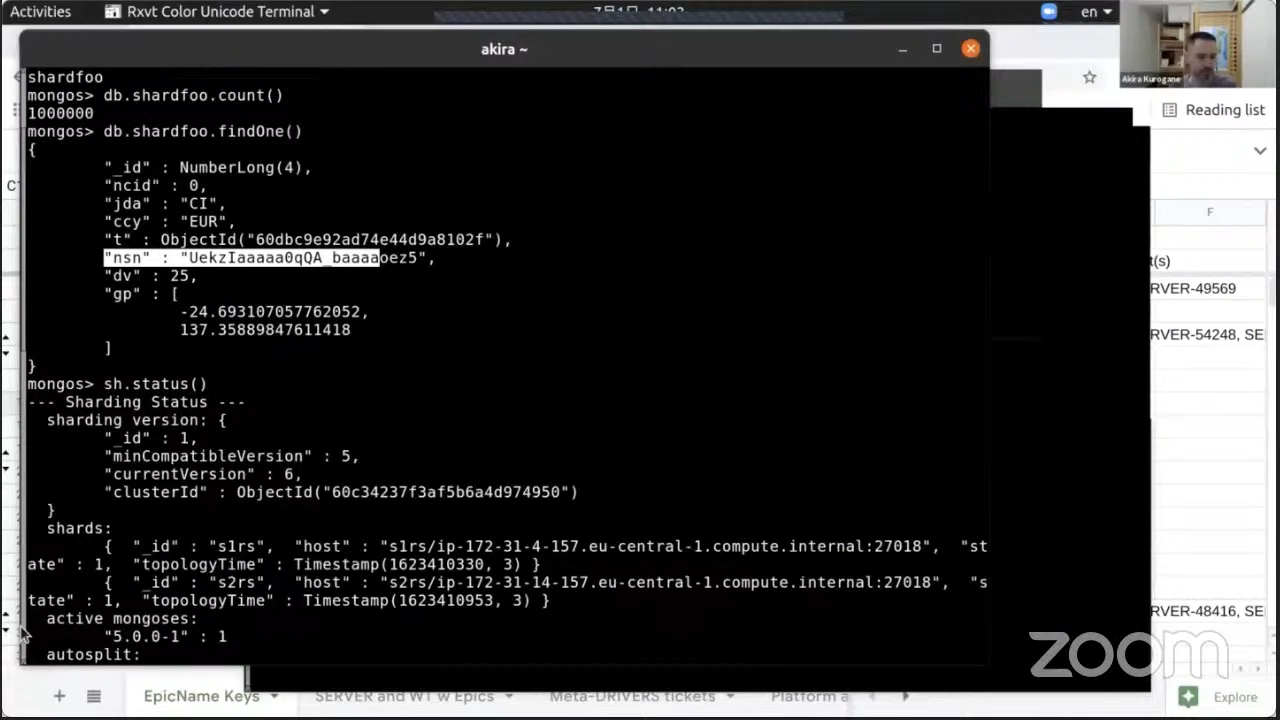 Activities
Rxvt Color Unicode Terminal
7月1日 11:03
en
akira ~
Akira Kurogane
Reading list
shardfoo
mongos> db.shardfoo.count()
1000000
mongos> db.shardfoo.findOne()
{
"_id" : NumberLong(4),
"ncid" : 0,
"jda" : "CI",
"ccy" : "EUR",
"t" : ObjectId("60dbc9e92ad74e44d9a8102f"),
"nsn" : "UekzIaaaaa0qQA_baaaaoez5",
"dv" : 25,
"gp" : [
-24.693107057762052,
137.35889847611418
]
}
mongos> sh.status()
--- Sharding Status ---
sharding version: {
"_id" : 1,
"minCompatibleVersion" : 5,
"currentVersion" : 6,
"clusterId" : ObjectId("60c34237f3af5b6a4d974950")
}
shards:
{ "_id" : "s1rs", "host" : "s1rs/ip-172-31-4-157.eu-central-1.compute.internal:27018", "st
ate" : 1, "topologyTime" : Timestamp(1623410330, 3) }
{ "_id" : "s2rs", "host" : "s2rs/ip-172-31-14-157.eu-central-1.compute.internal:27018", "s
tate" : 1, "topologyTime" : Timestamp(1623410953, 3) }
active mongoses:
"5.0.0-1" : 1
autosplit:
F
t(s)
RVER-49569
RVER-54248, SE
RVER-48416, SE
zoom
EpicName Keys
SERVER and WT w Epics
Meta-DRIVERS tickets
Platform a
Explore